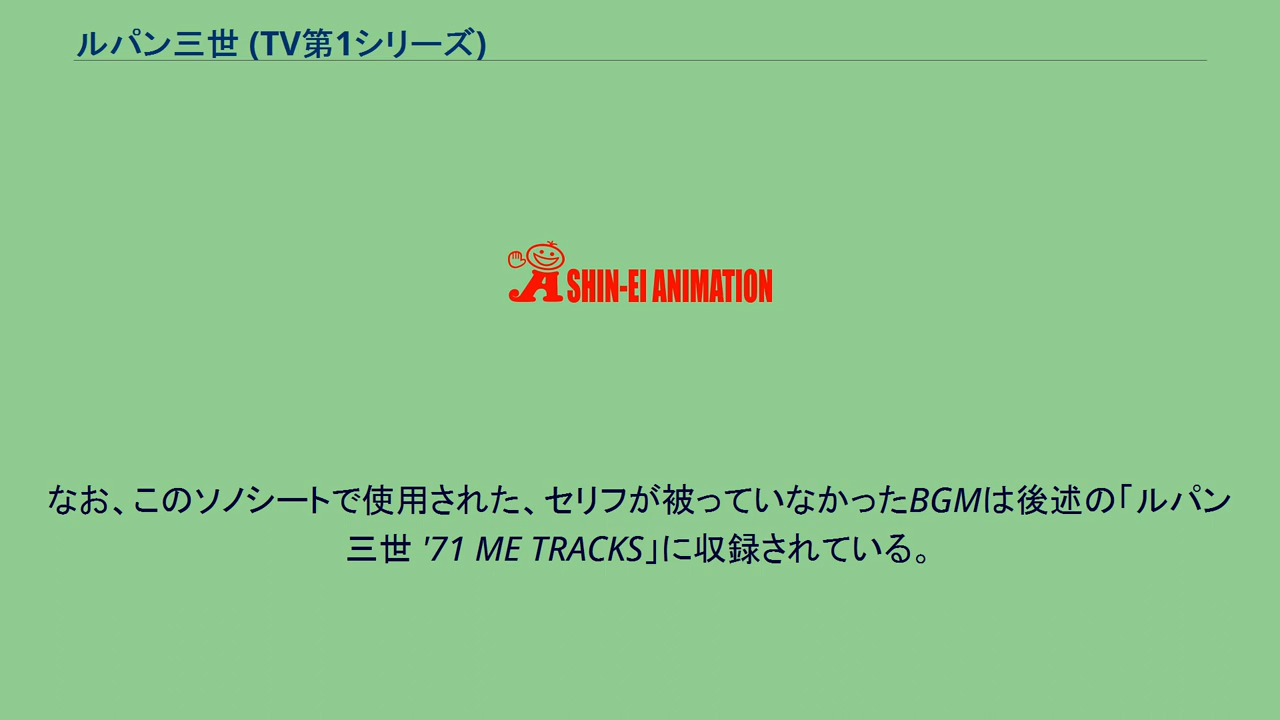 ルパン三世 (TV第1シリーズ)
A SHIN-EI ANIMATION
なお、このソノシートで使用された、セリフが被っていなかったBGMは後述の「ルパン
三世 '71 ME TRACKS」に収録されている。